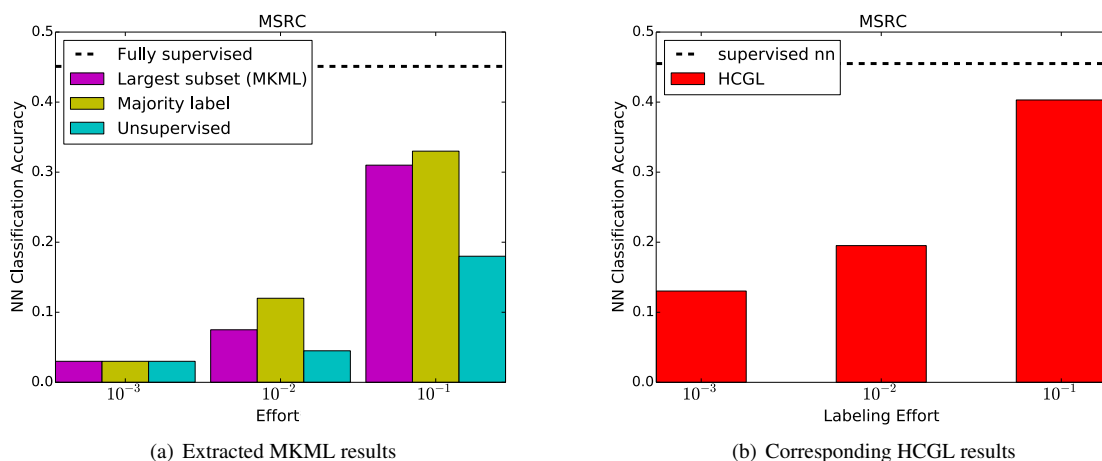 MSRC
0.5
0.4
0.3
0.2
0.1
0.0
NN Classification Accuracy
Fully supervised
Largest subset (MKML)
Majority label
Unsupervised
10⁻³ 10⁻² 10⁻¹
Effort
(a) Extracted MKML results
MSRC
0.5
0.4
0.3
0.2
0.1
0.0
NN Classification Accuracy
supervised nn
HCGL
10⁻³ 10⁻² 10⁻¹
Labeling Effort
(b) Corresponding HCGL results